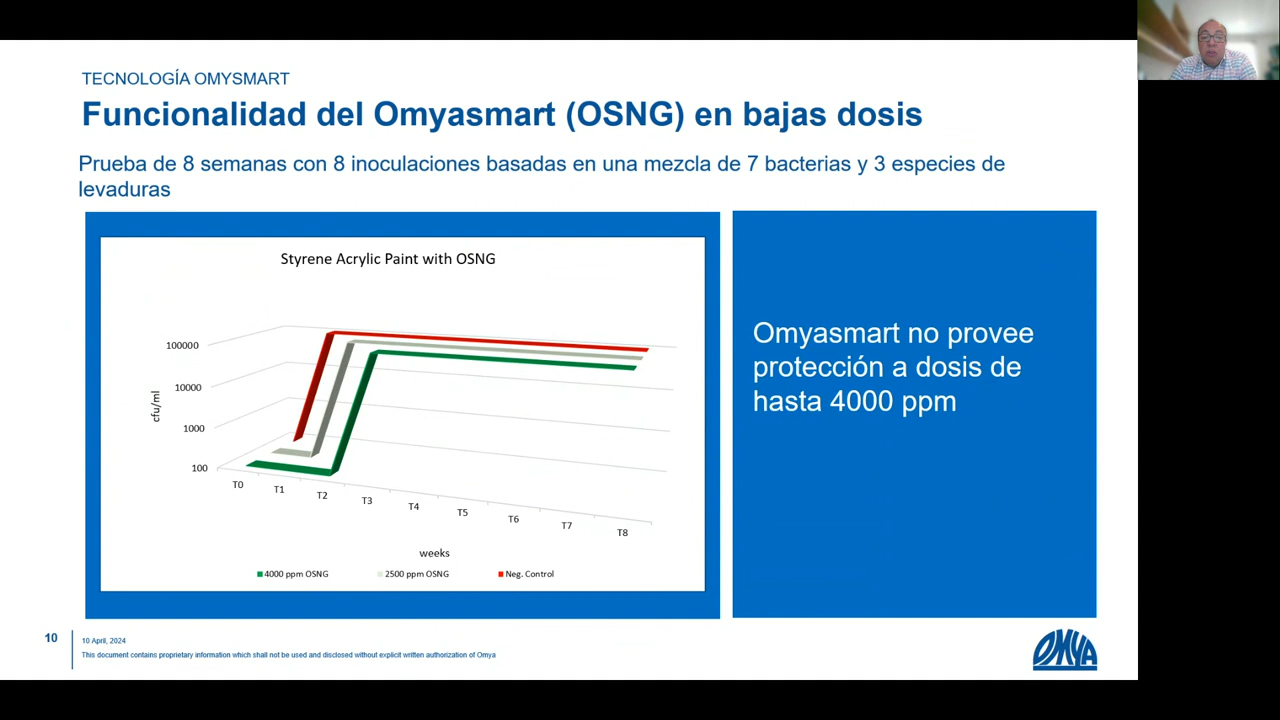 TECNOLOGÍA OMYSMART
Funcionalidad del Omyasmart (OSNG) en bajas dosis
Prueba de 8 semanas con 8 inoculaciones basadas en una mezcla de 7 bacterias y 3 especies de
levaduras
Styrene Acrylic Paint with OSNG
100000
10000
1000
100
cfu/ml
T0
T1
T2
T3
T4
T5
T6
T7
T8
weeks
4000 ppm OSNG
2500 ppm OSNG
Neg. Control
Omyasmart no provee
protección a dosis de
hasta 4000 ppm
10
10 April, 2024
This document contains proprietary information which shall not be used and disclosed without explicit written authorization of Omya
OMYA